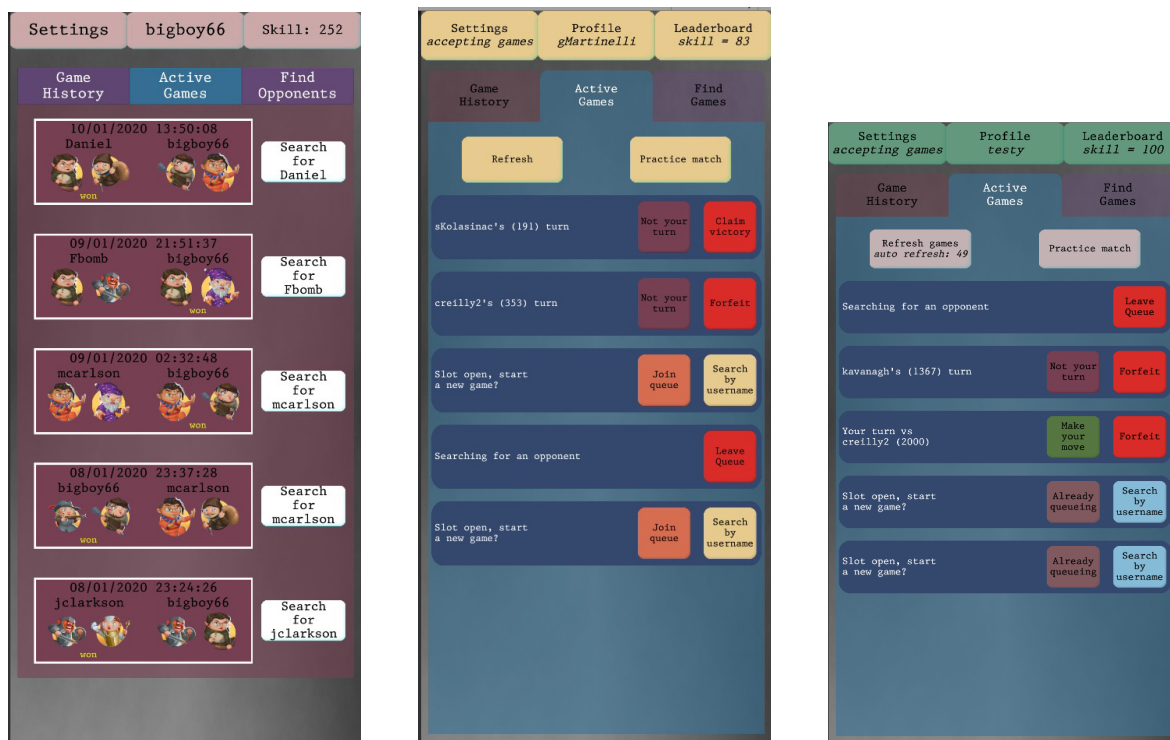 Settings
bigboy66
Skill: 252
Game
History
Active
Games
Find
Opponents
10/01/2020 13:50:08
Daniel
bigboy66
won
Search
for
Daniel
09/01/2020 21:51:37
Fbomb
bigboy66
won
Search
for
Fbomb
09/01/2020 02:32:48
mcarlson
bigboy66
won
Search
for
mcarlson
08/01/2020 23:37:28
bigboy66
mcarlson
won
Search
for
mcarlson
08/01/2020 23:24:26
jclarkson
bigboy66
won
Search
for
jclarkson
Settings
accepting games
Profile
gMartinelli
Leaderboard
skill = 83
Game
History
Active
Games
Find
Games
Refresh
Practice match
sKolasinac's (191) turn
Not your
turn
Claim
victory
creilly2's (353) turn
Not your
turn
Forfeit
Slot open, start
a new game?
Join
queue
Search
by
username
Searching for an opponent
Leave
Queue
Slot open, start
a new game?
Join
queue
Search
by
username
Settings
accepting games
Profile
testy
Leaderboard
skill = 100
Game
History
Active
Games
Find
Games
Refresh games
auto refresh: 49
Practice match
Searching for an opponent
Leave
Queue
kavanagh's (1367) turn
Not your
turn
Forfeit
Your turn vs
creilly2 (2000)
Make
your
move
Forfeit
Slot open, start
a new game?
Already
queueing
Search
by
username
Slot open, start
a new game?
Already
queueing
Search
by
username